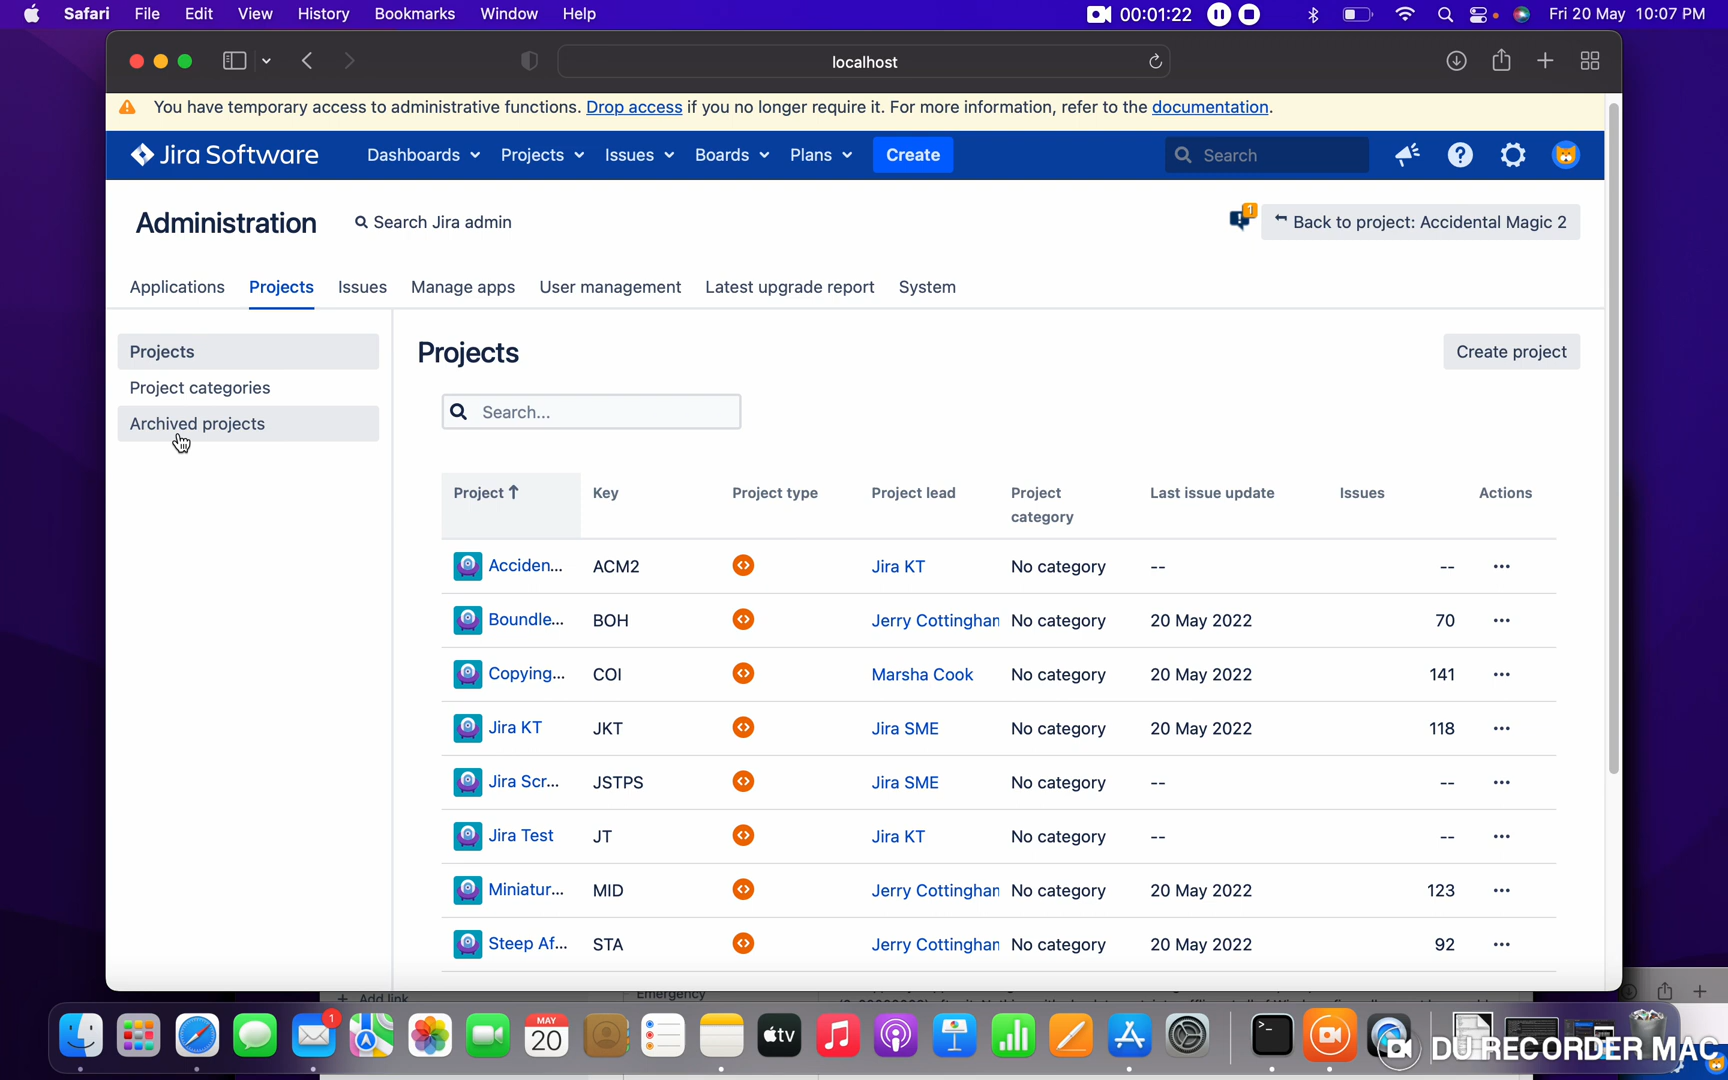 Safari File Edit View History Bookmarks Window Help 00:01:22 Fri 20 May 10:07 PM
localhost
You have temporary access to administrative functions. Drop access if you no longer require it. For more information, refer to the documentation.
Jira Software Dashboards Projects Issues Boards Plans Create Search
Administration Search Jira admin 1 Back to project: Accidental Magic 2
Applications Projects Issues Manage apps User management Latest upgrade report System
Projects
Project categories
Archived projects
Projects Create project
Search...
Project ↑ Key Project type Project lead Project category Last issue update Issues Actions
Acciden... ACM2 Jira KT No category -- -- •••
Boundle... BOH Jerry Cottinghan No category 20 May 2022 70 •••
Copying... COI Marsha Cook No category 20 May 2022 141 •••
Jira KT JKT Jira SME No category 20 May 2022 118 •••
Jira Scr... JSTPS Jira SME No category -- -- •••
Jira Test JT Jira KT No category -- -- •••
Miniatur... MID Jerry Cottinghan No category 20 May 2022 123 •••
Steep Af... STA Jerry Cottinghan No category 20 May 2022 92 •••
+ Add link Emergency
1 MAY 20 tv
DU RECORDER MAC